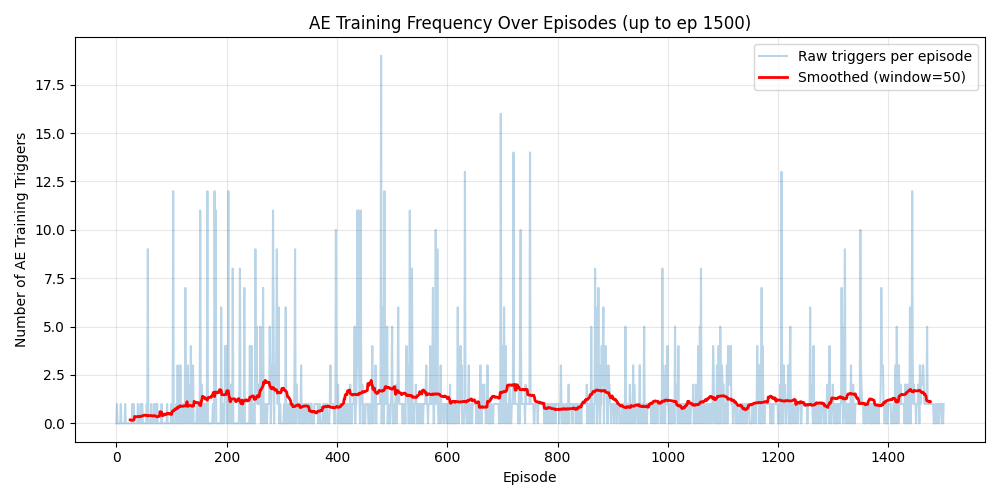 AE Training Frequency Over Episodes (up to ep 1500)
Raw triggers per episode
Smoothed (window=50)
Number of AE Training Triggers
17.5
15.0
12.5
10.0
7.5
5.0
2.5
0.0
0 200 400 600 800 1000 1200 1400
Episode